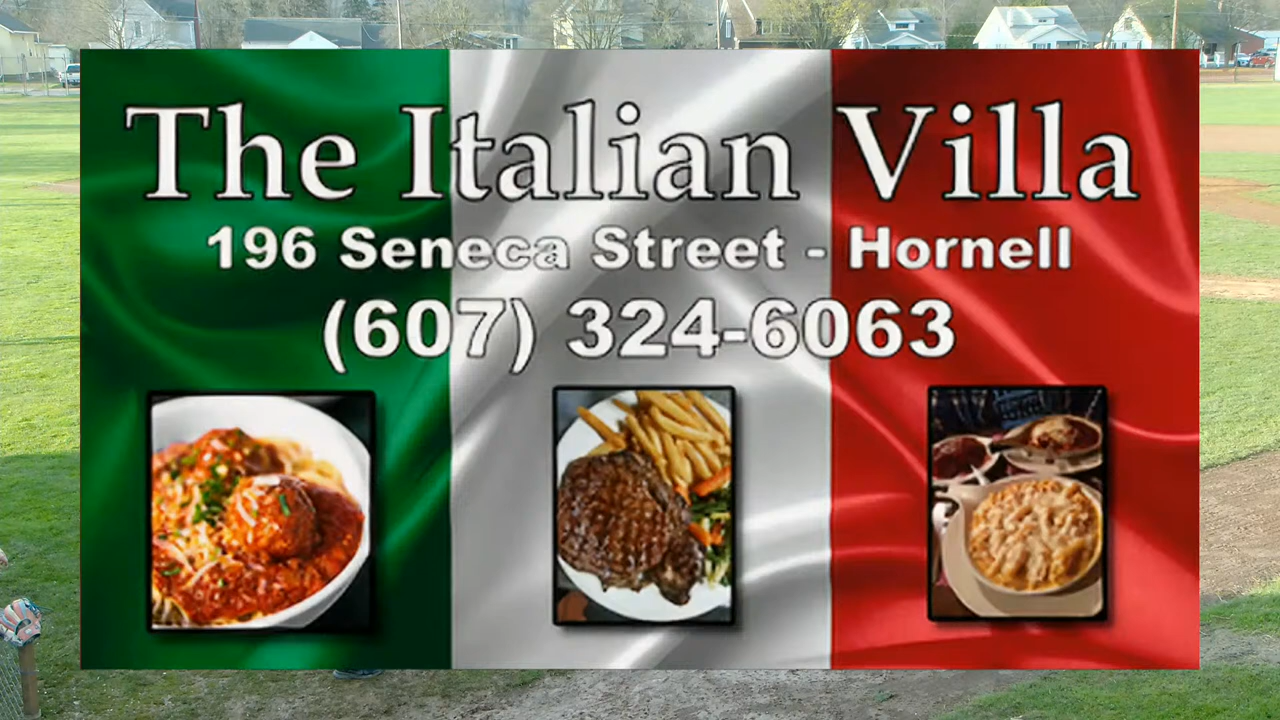 The Italian Villa
196 Seneca Street - Hornell
(607) 324-6063